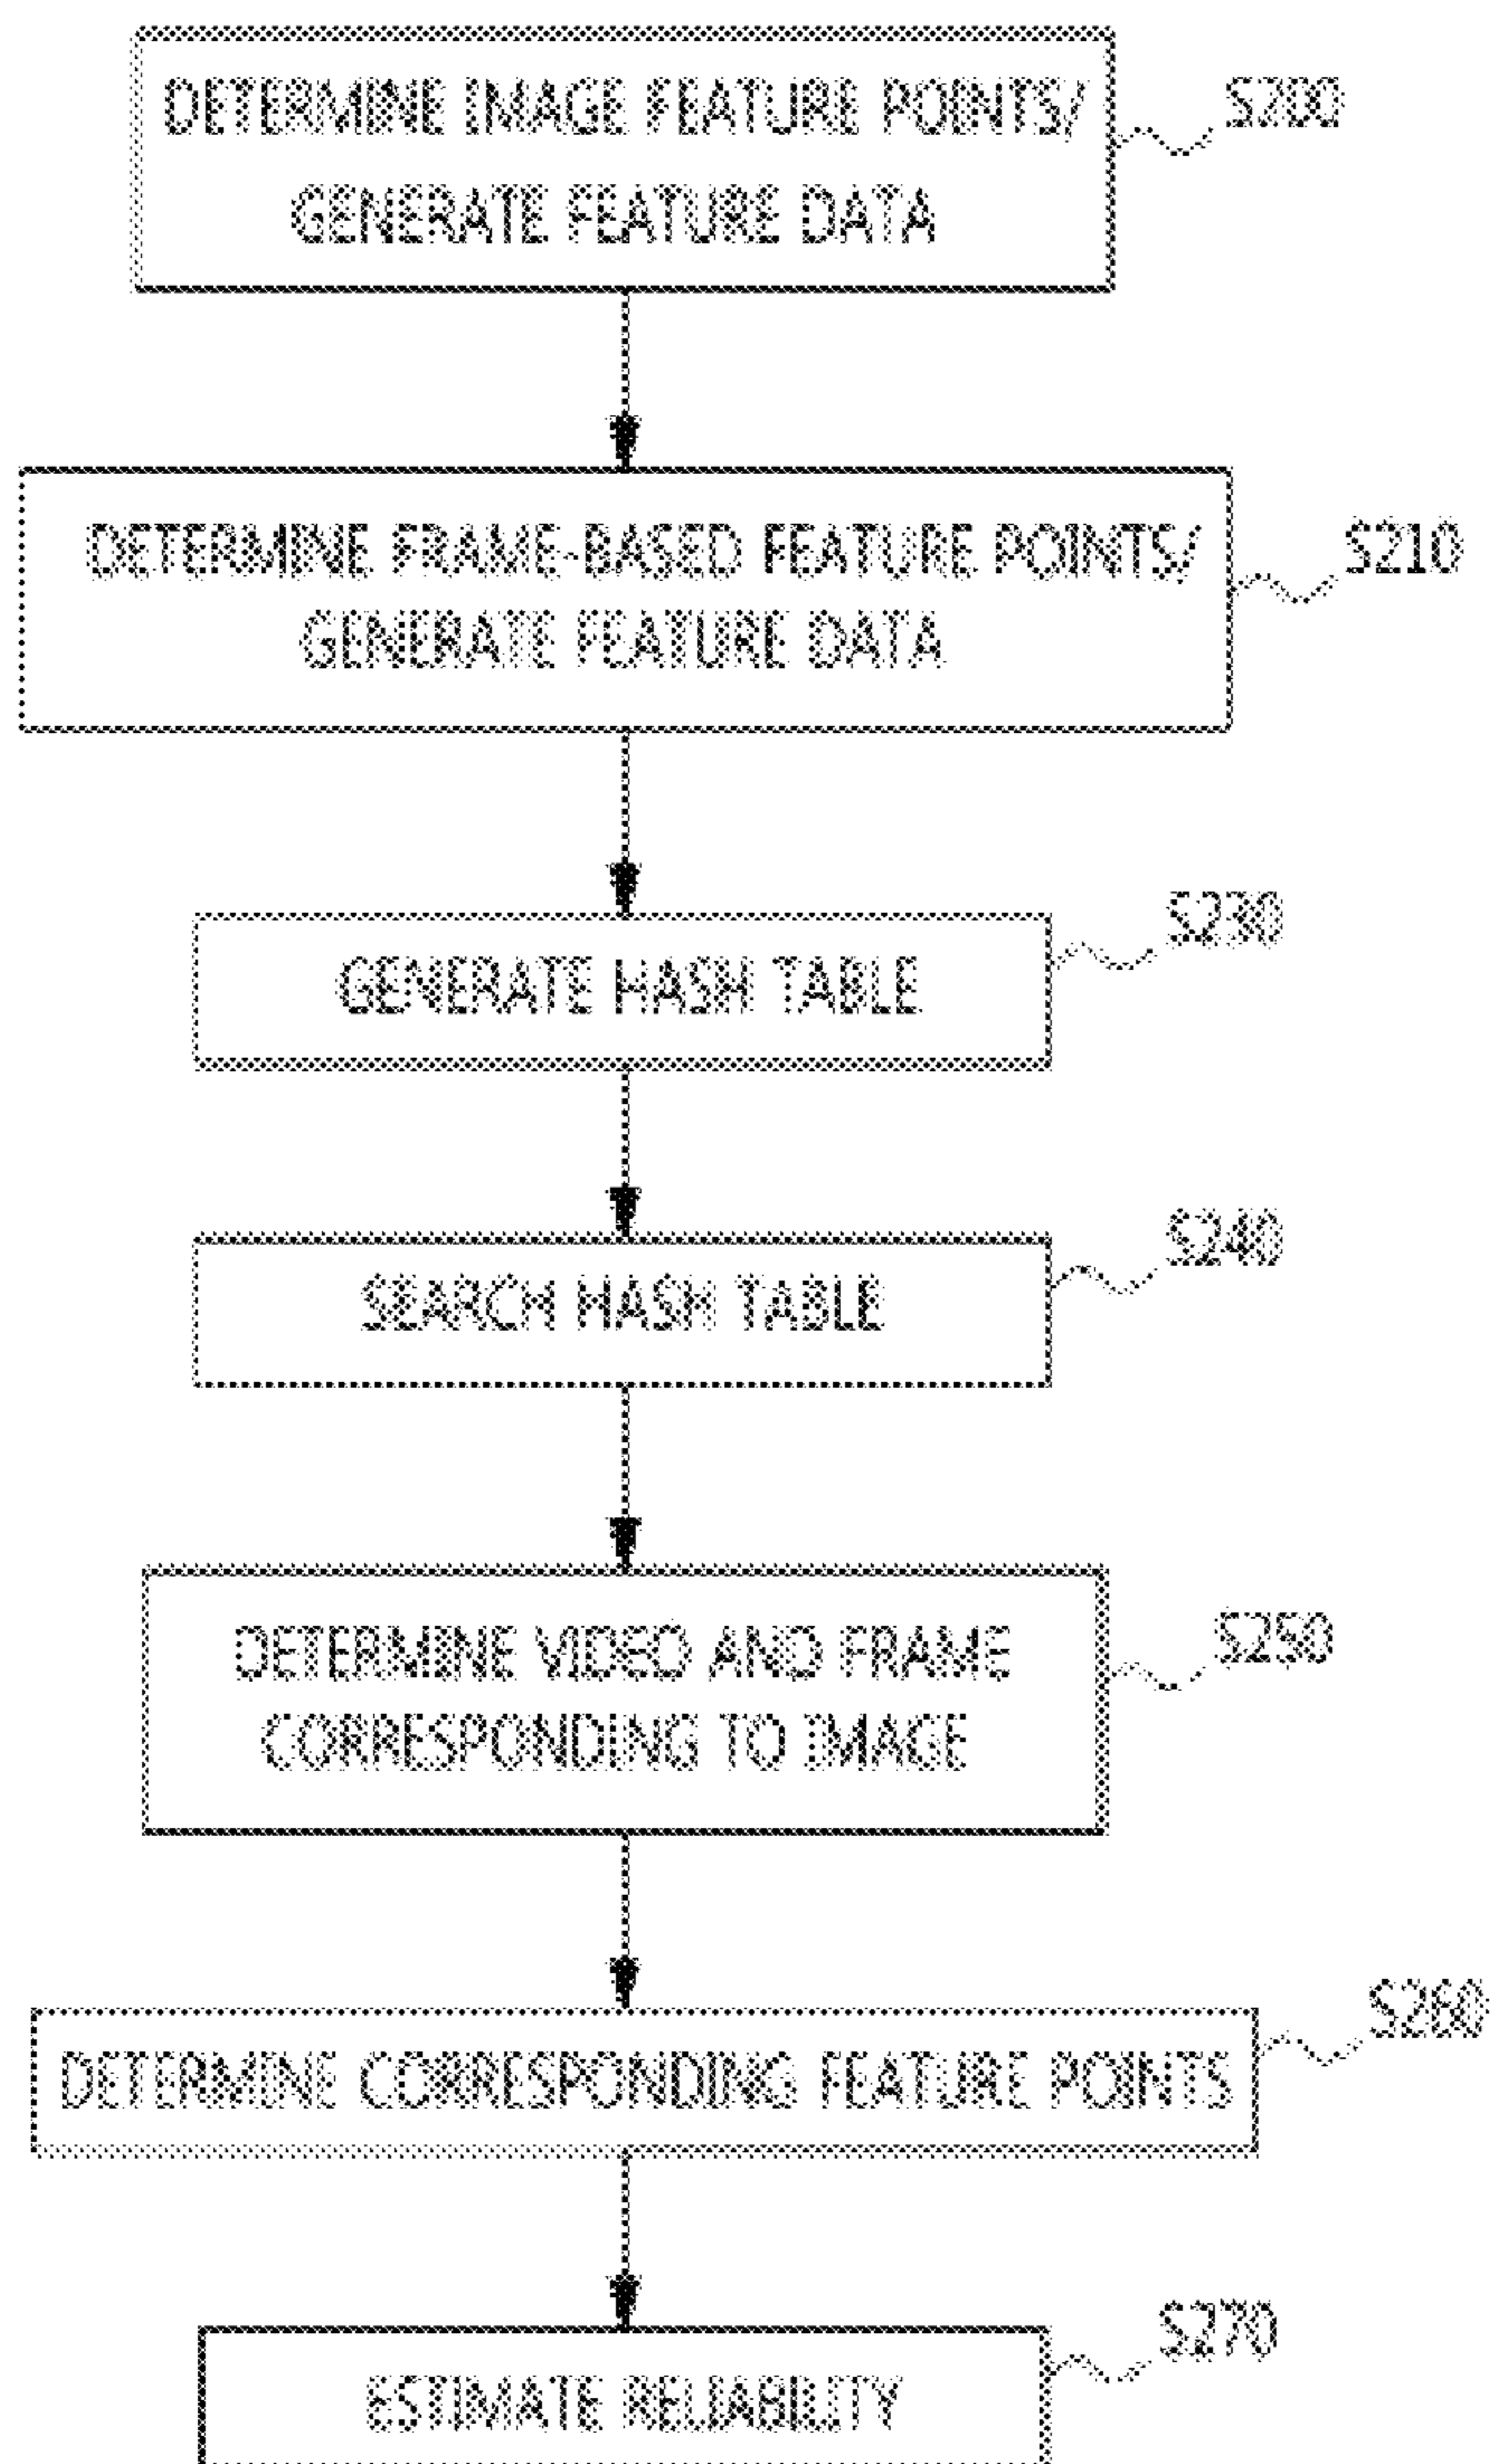 DETERMINE IMAGE FEATURE POINTS/
GENERATE FEATURE DATA
S200
DETERMINE FRAME-BASED FEATURE POINTS/
GENERATE FEATURE DATA
S210
GENERATE HASH TABLE
S230
SEARCH HASH TABLE
S240
DETERMINE VIDEO AND FRAME
CORRESPONDING TO IMAGE
S250
DETERMINE CORRESPONDING FEATURE POINTS
S260
ESTIMATE RELIABILITY
S270